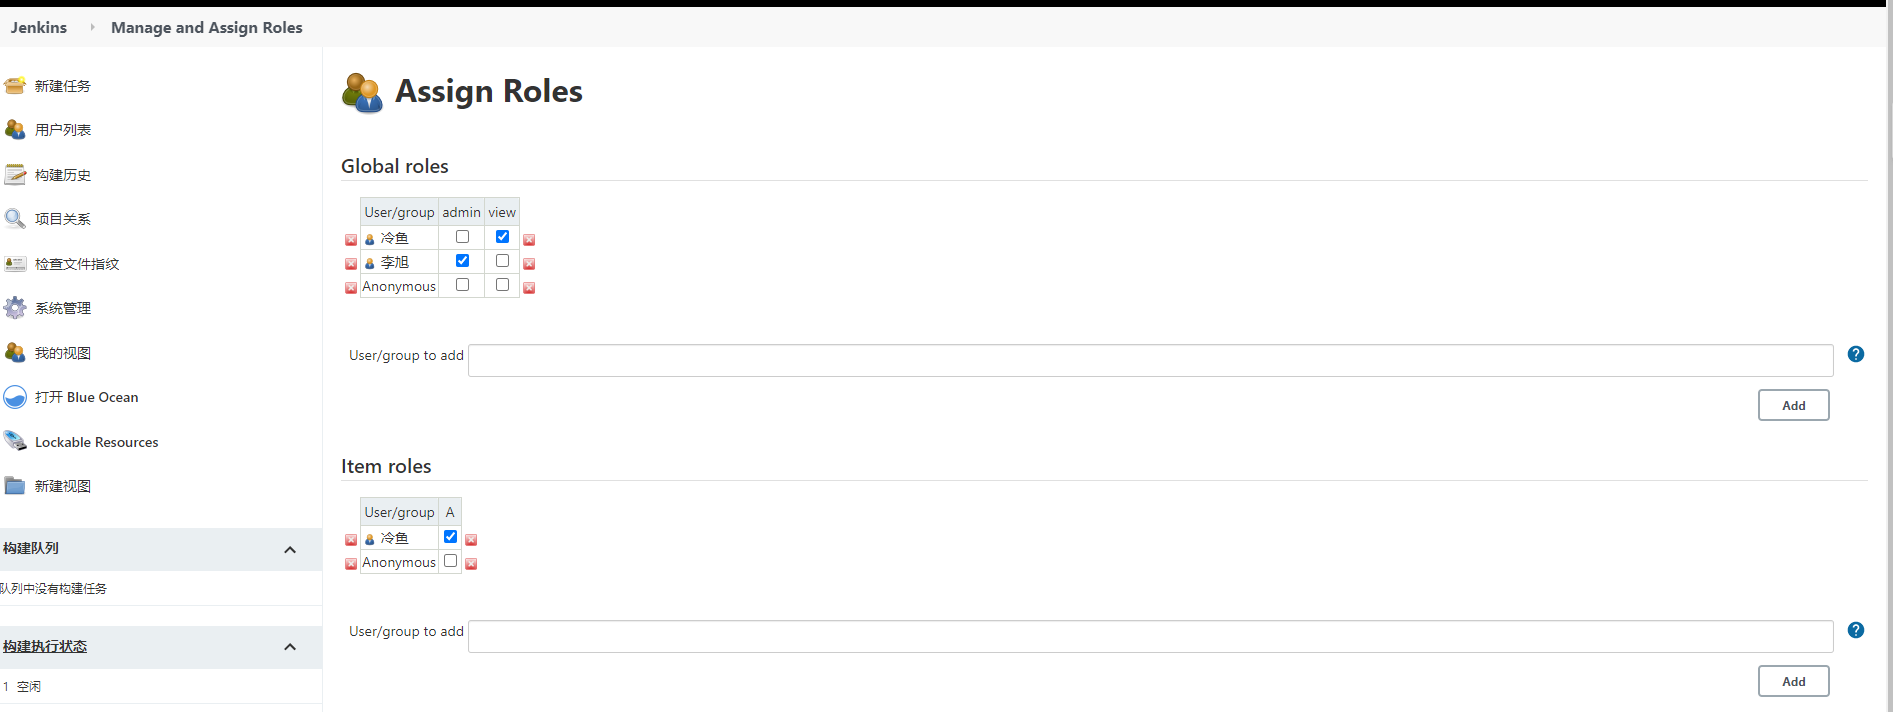 Jenkins Manage and Assign Roles
新建任务
用户列表
构建历史
项目关系
检查文件指纹
系统管理
我的视图
打开 Blue Ocean
Lockable Resources
新建视图
构建队列
队列中没有构建任务
构建执行状态
1 空闲
Assign Roles
Global roles
User/group admin view
冷鱼
李旭
Anonymous
User/group to add
Add
Item roles
User/group A
冷鱼
Anonymous
User/group to add
Add